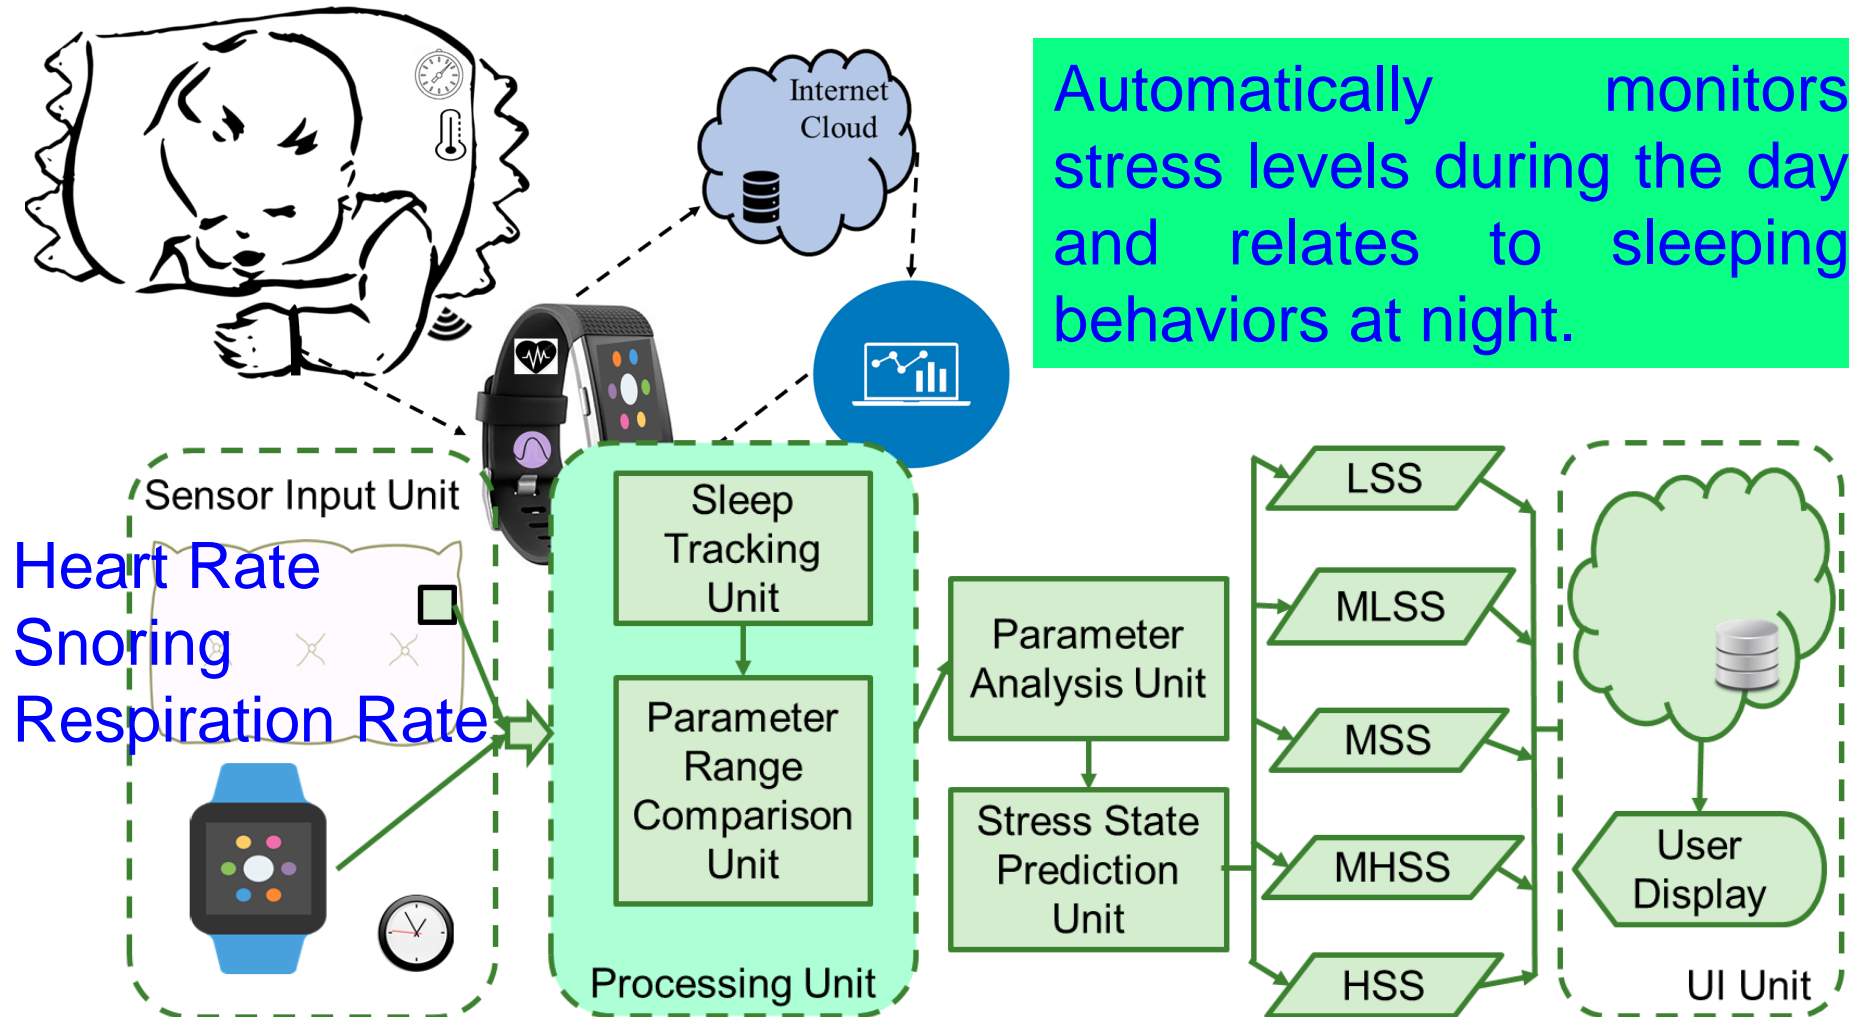 Internet
Cloud
Automatically monitors
stress levels during the day
and relates to sleeping
behaviors at night.
Sensor Input Unit
Heart Rate
Snoring
Respiration Rate
Sleep
Tracking
Unit
Parameter
Range
Comparison
Unit
Processing Unit
Parameter
Analysis Unit
Stress State
Prediction
Unit
LSS
MLSS
MSS
MHSS
HSS
User
Display
UI Unit